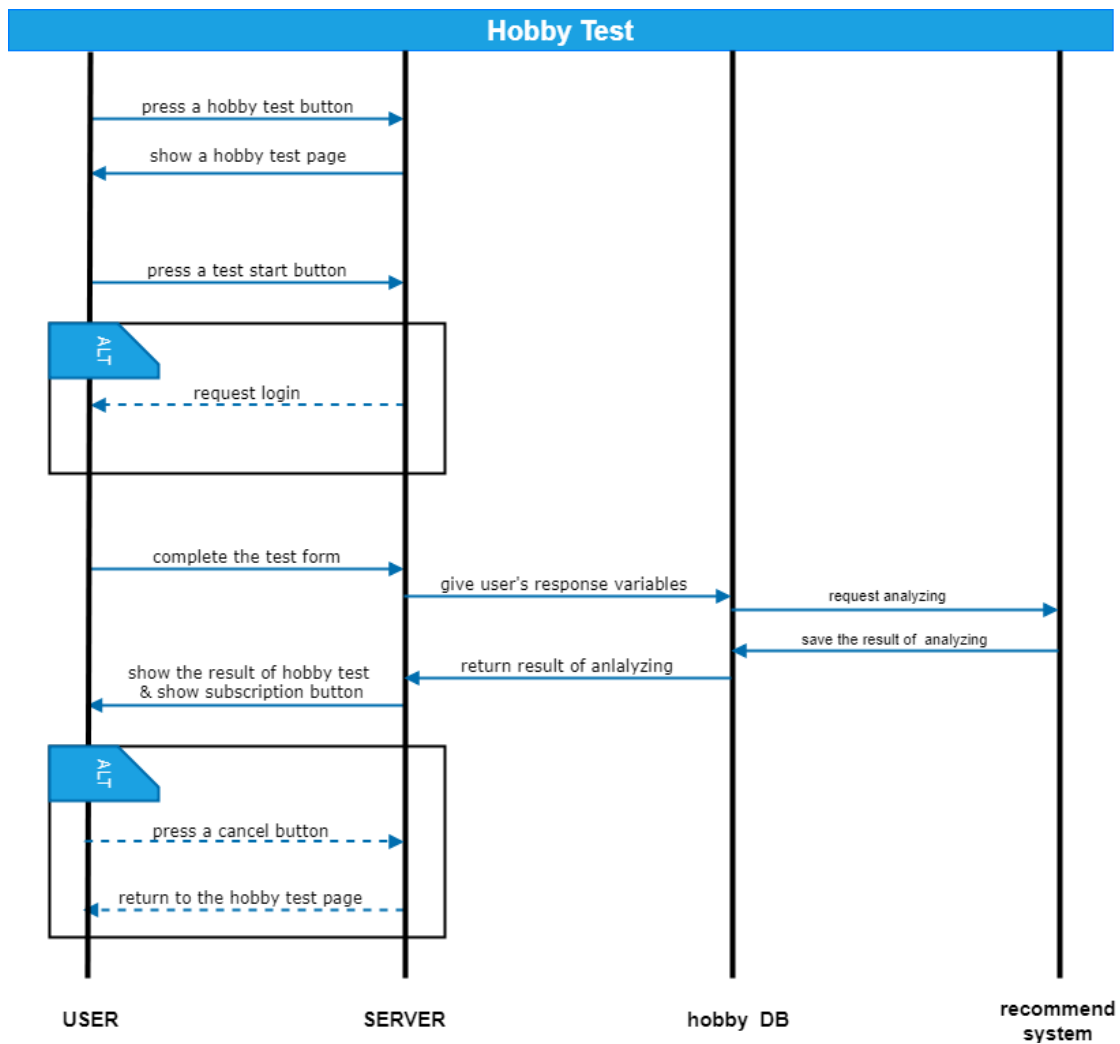 Hobby Test
press a hobby test button
show a hobby test page
press a test start button
ALT
request login
complete the test form
give user's response variables
request analyzing
save the result of  analyzing
return result of anlalyzing
show the result of hobby test
& show subscription button
ALT
press a cancel button
return to the hobby test page
USER
SERVER
hobby  DB
recommend
system